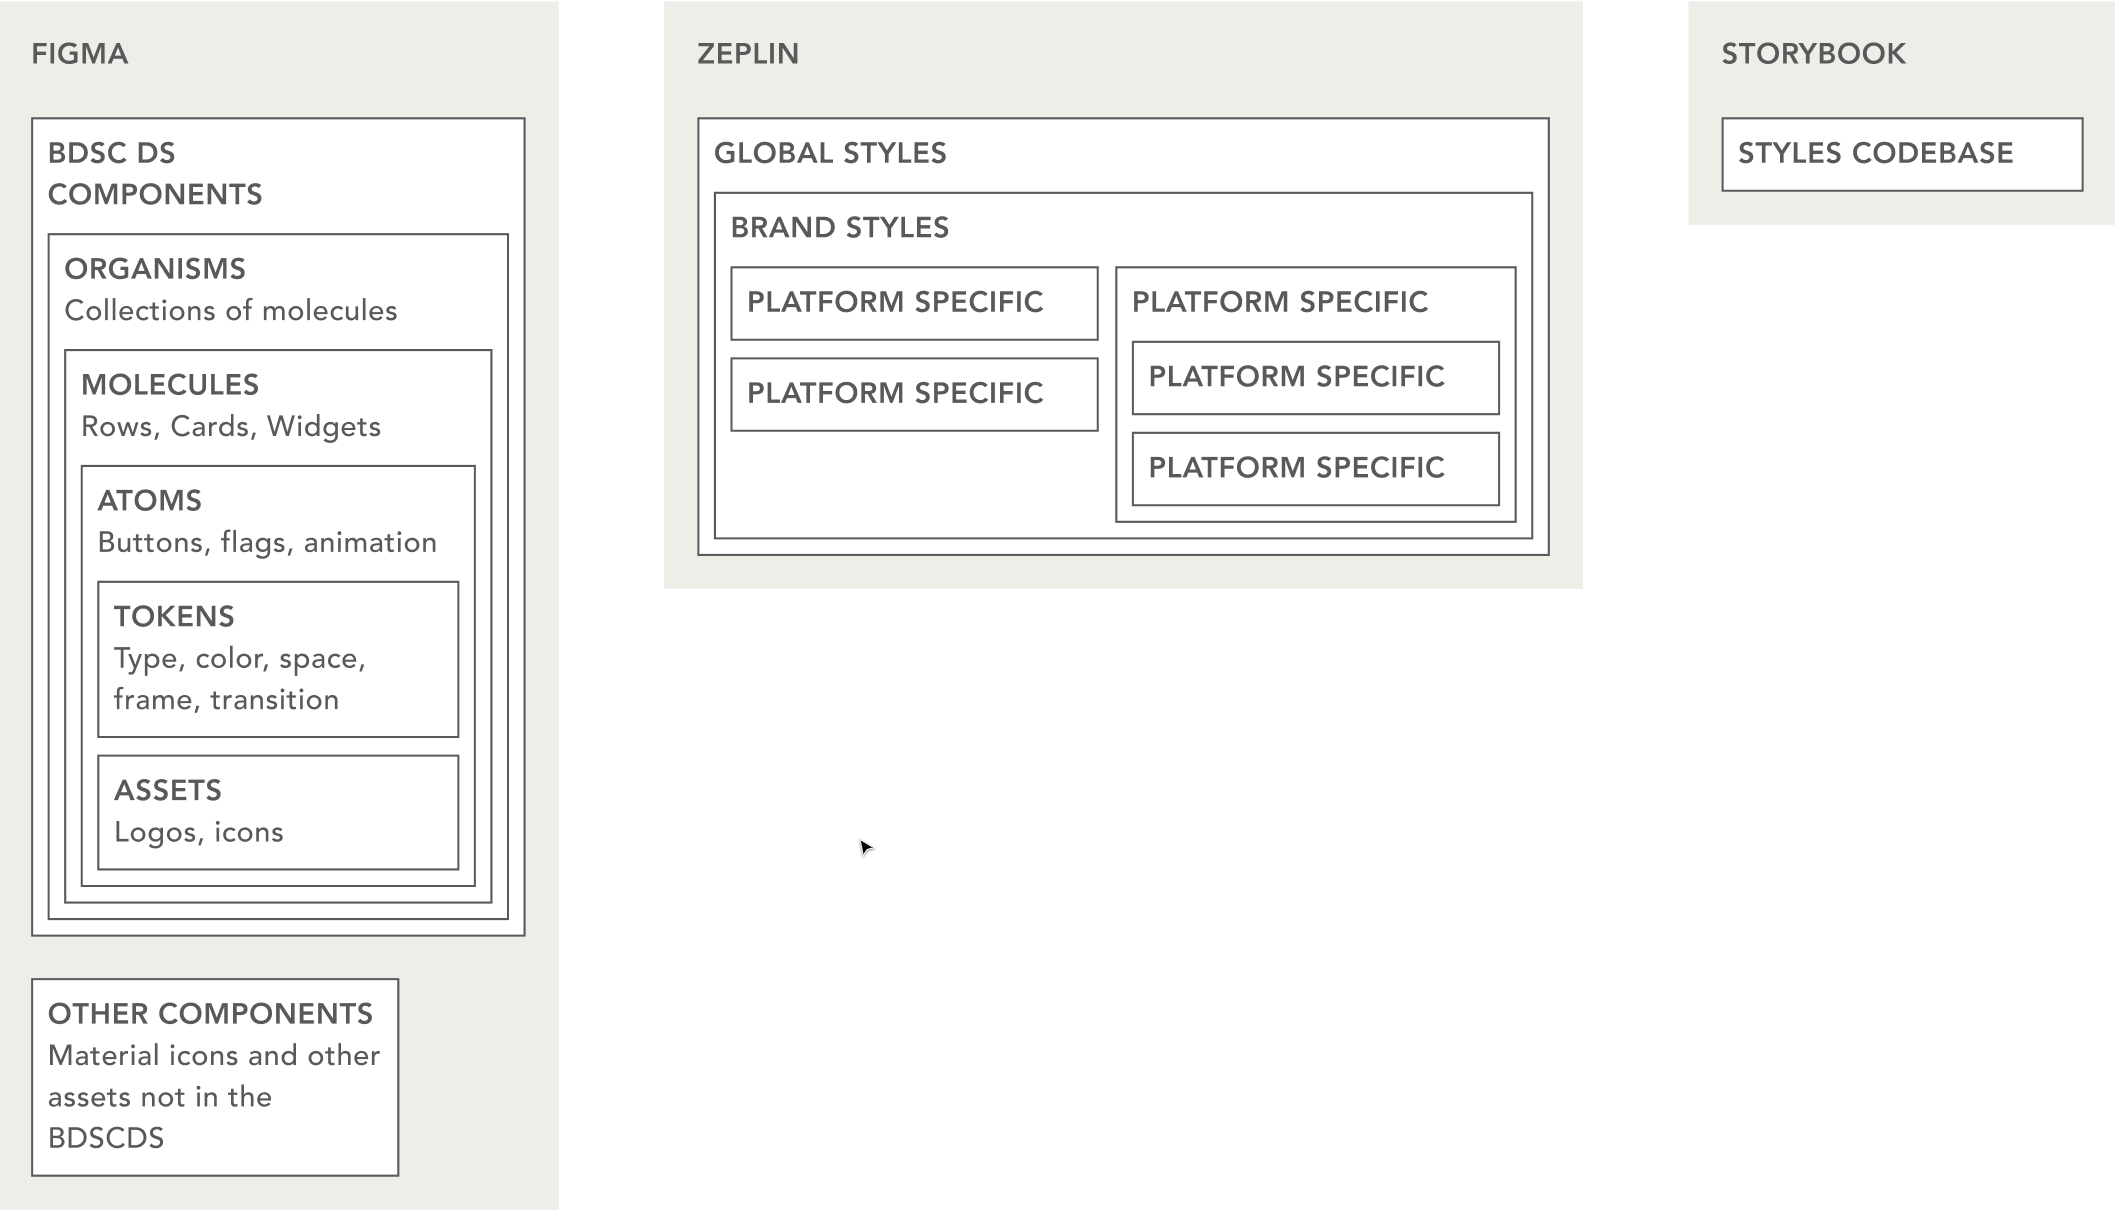 FIGMA
BDSC DS
COMPONENTS
ORGANISMS
Collections of molecules
MOLECULES
Rows, Cards, Widgets
ATOMS
Buttons, flags, animation
TOKENS
Type, color, space,
frame, transition
ASSETS
Logos, icons
OTHER COMPONENTS
Material icons and other
assets not in the
BDSCDS
ZEPLIN
GLOBAL STYLES
BRAND STYLES
PLATFORM SPECIFIC
PLATFORM SPECIFIC
PLATFORM SPECIFIC
PLATFORM SPECIFIC
PLATFORM SPECIFIC
STORYBOOK
STYLES CODEBASE